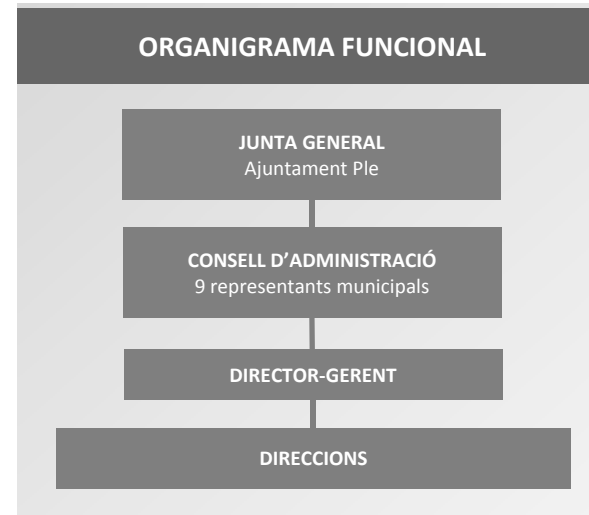 ORGANIGRAMA FUNCIONAL
JUNTA GENERAL
Ajuntament Ple
CONSELL D’ADMINISTRACIÓ
9 representants municipals
DIRECTOR-GERENT
DIRECCIONS